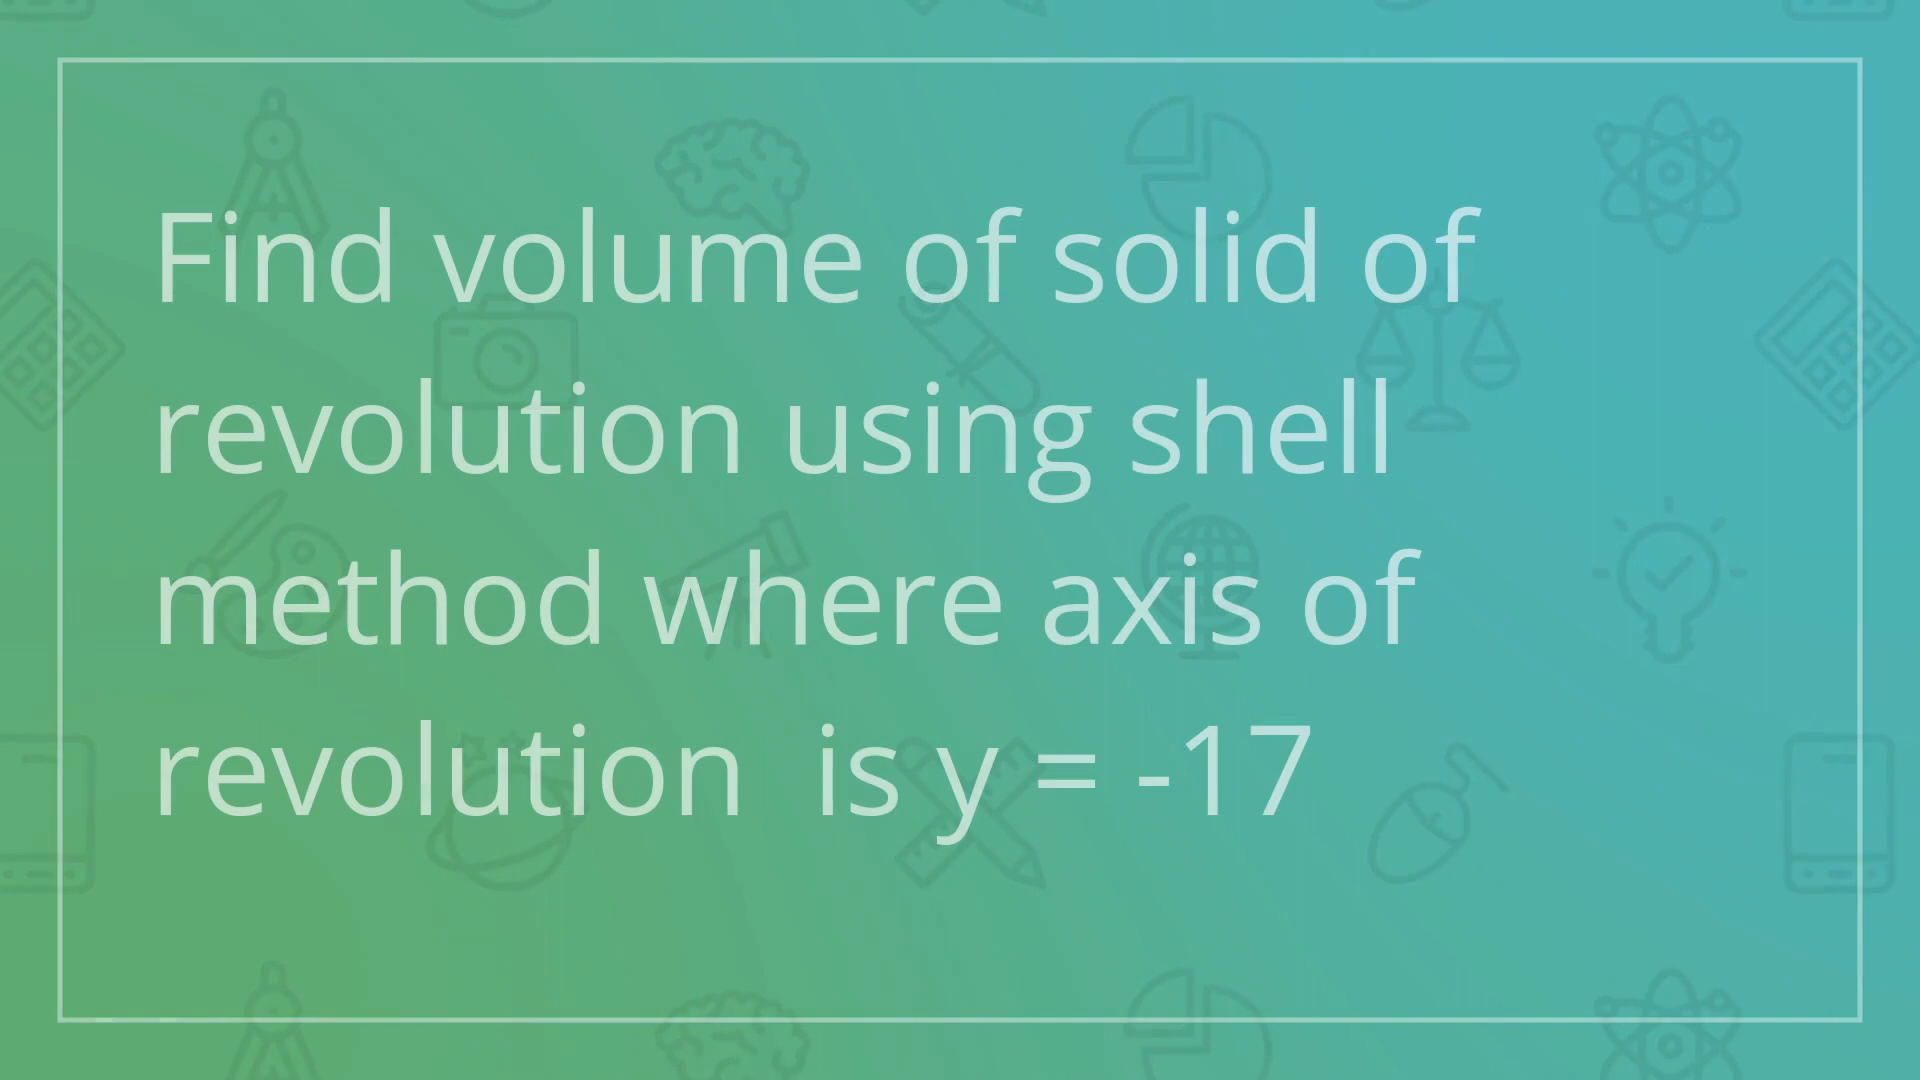 Find volume of solid of
revolution using shell
method where axis of
revolution  is y = -17